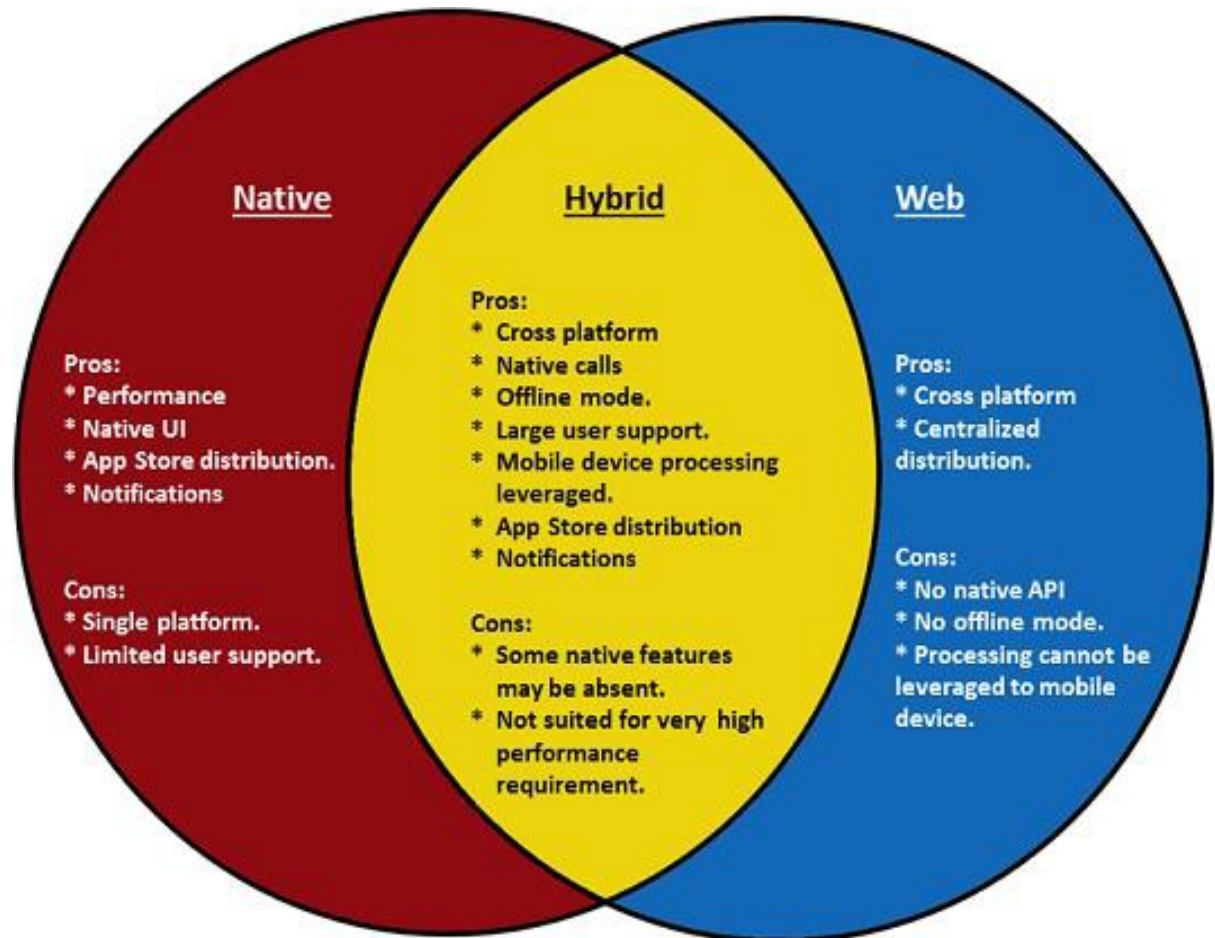 Native
Pros:
* Performance
* Native UI
* App Store distribution.
* Notifications
Cons:
* Single platform.
* Limited user support.
Hybrid
Pros:
* Cross platform
* Native calls
* Offline mode.
* Large user support.
* Mobile device processing
leveraged.
* App Store distribution
* Notifications
Cons:
* Some native features
may be absent.
* Not suited for very high
performance
requirement.
Web
Pros:
* Cross platform
* Centralized
distribution.
Cons:
* No native API
* No offline mode.
* Processing cannot be
leveraged to mobile
device.